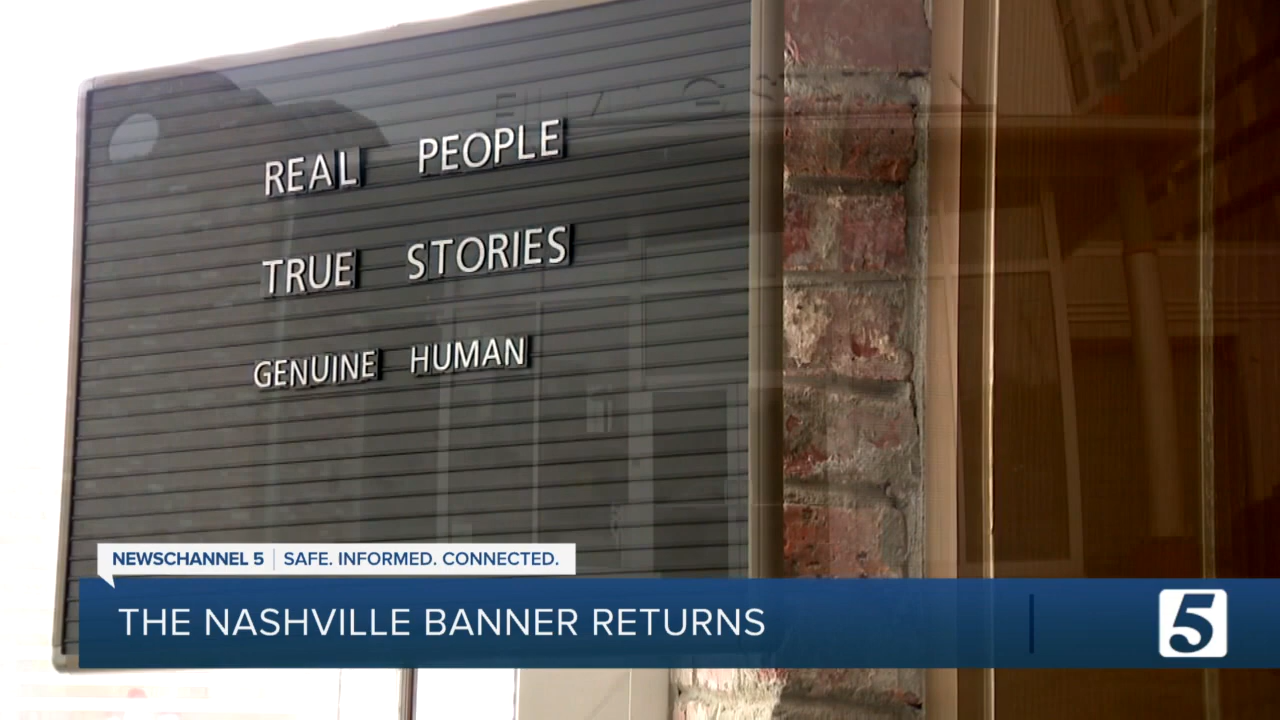 REAL PEOPLE
TRUE STORIES
GENUINE HUMAN
NEWSCHANNEL 5 | SAFE. INFORMED. CONNECTED.
THE NASHVILLE BANNER RETURNS
5